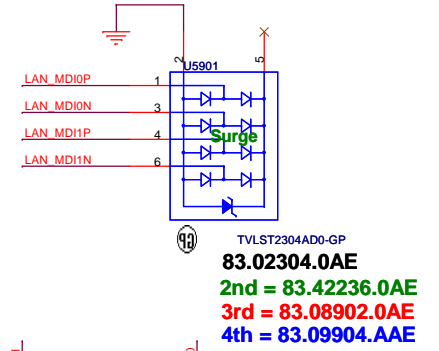 2
5
U5901
LAN_MDI0P 1
LAN_MDI0N 3
LAN_MDI1P 4
Surge
LAN_MDI1N 6
GP
TVLST2304AD0-GP
83.02304.0AE
2nd = 83.42236.0AE
3rd = 83.08902.0AE
4th = 83.09904.AAE